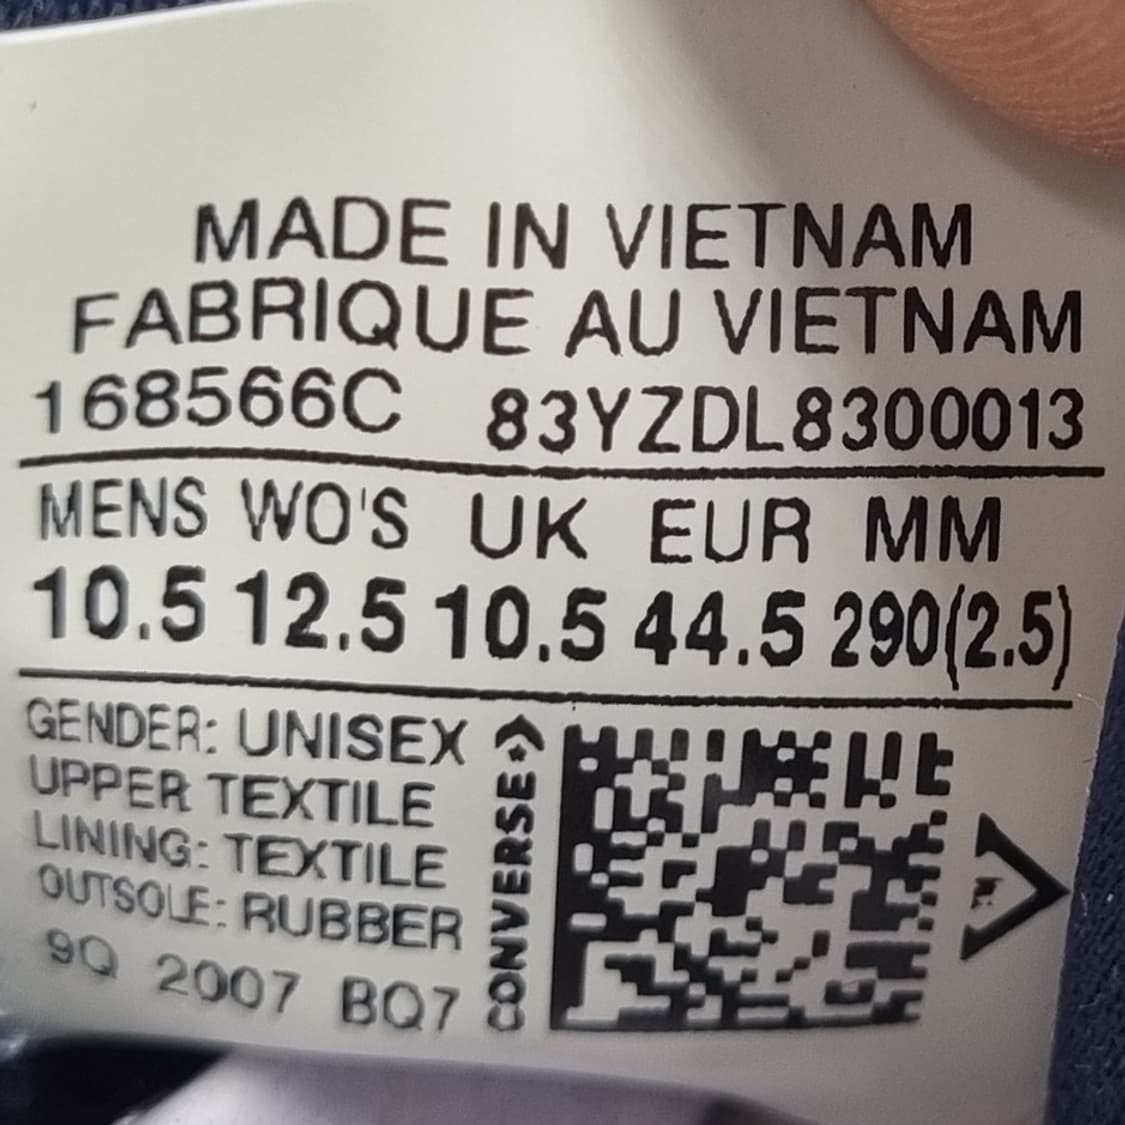 MADE IN VIETNAM
FABRIQUE AU VIETNAM
168566C 83YZDL8300013
MENS WO'S UK EUR MM
10.5 12.5 10.5 44.5 290(2.5)
GENDER: UNISEX
UPPER TEXTILE
LINING: TEXTILE
OUTSOLE: RUBBER
9Q 2007 BQ7
CONVERSE